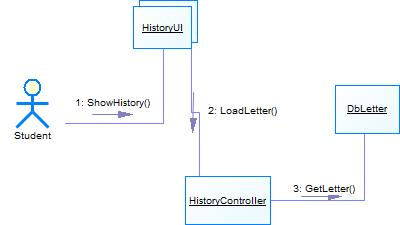 HistoryUI
1: ShowHistory()
2: LoadLetter()
DbLetter
Student
HistoryController
3: GetLetter()